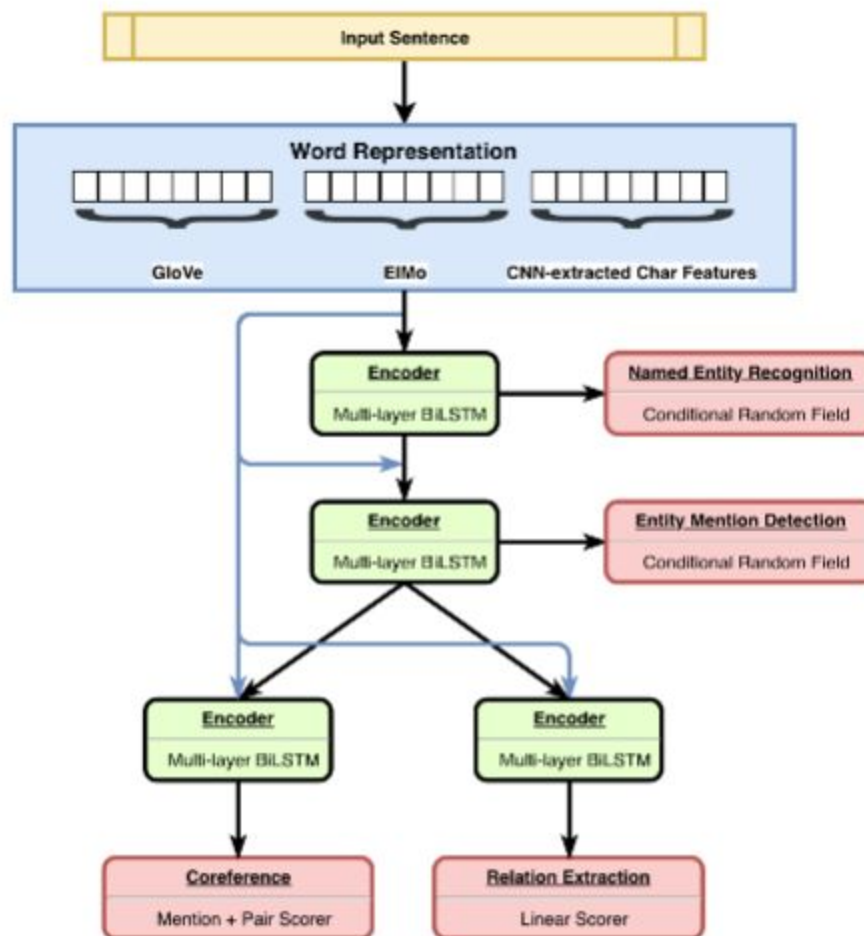 Input Sentence
Word Representation
GloVe
ElMo
CNN-extracted Char Features
Encoder
Multi-layer BiLSTM
Named Entity Recognition
Conditional Random Field
Encoder
Multi-layer BiLSTM
Entity Mention Detection
Conditional Random Field
Encoder
Multi-layer BiLSTM
Encoder
Multi-layer BiLSTM
Coreference
Mention + Pair Scorer
Relation Extraction
Linear Scorer